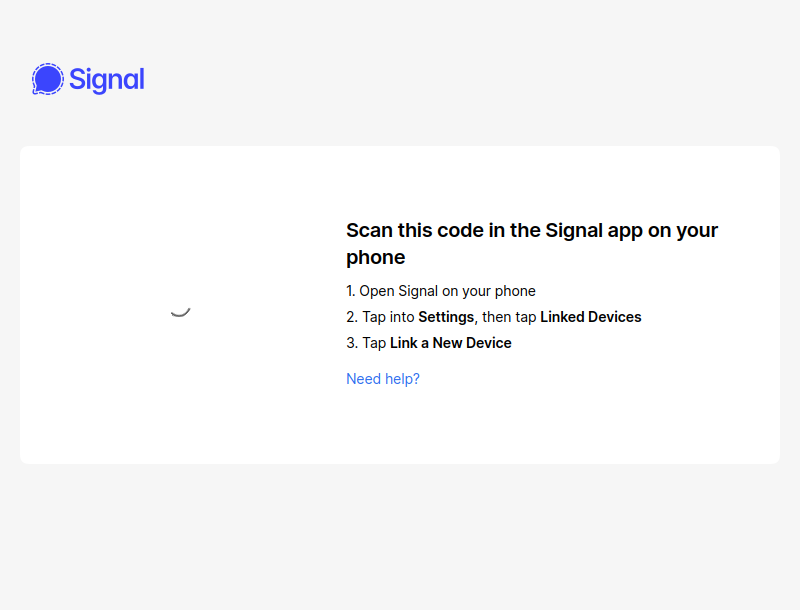 Signal
Scan this code in the Signal app on your
phone
1. Open Signal on your phone
2. Tap into Settings, then tap Linked Devices
3. Tap Link a New Device
Need help?